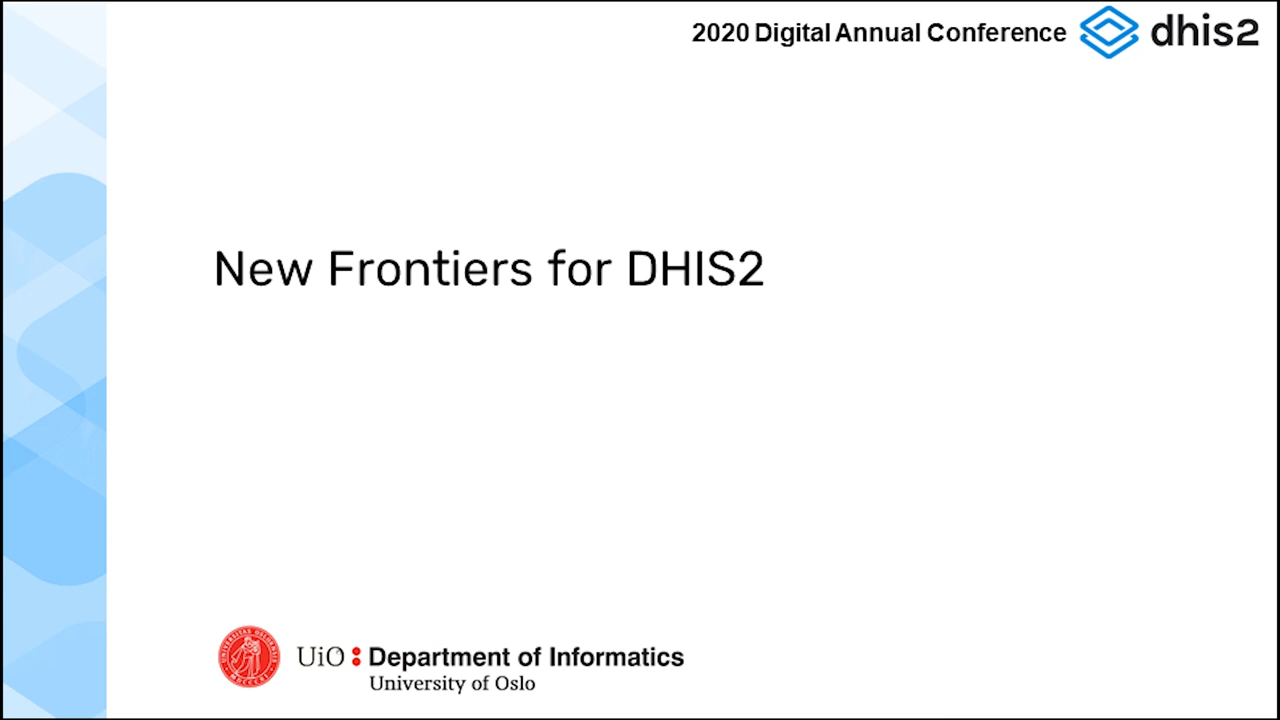 2020 Digital Annual Conference dhis2
New Frontiers for DHIS2
UiO : Department of Informatics
University of Oslo